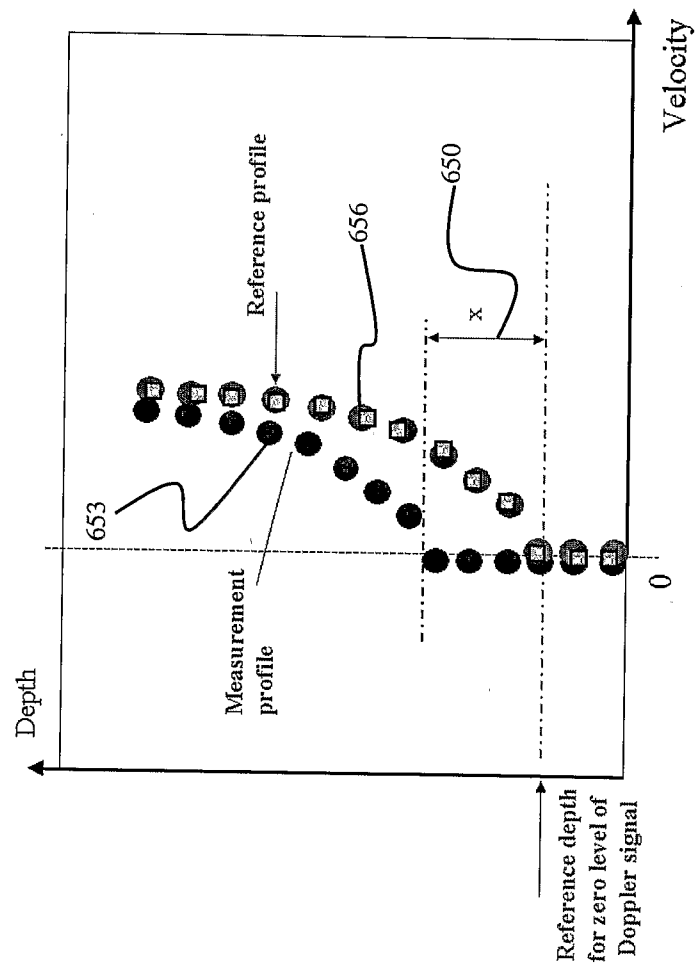 Depth
Velocity
0
Measurement
profile
Reference profile
653
656
650
x
Reference depth
for zero level of
Doppler signal